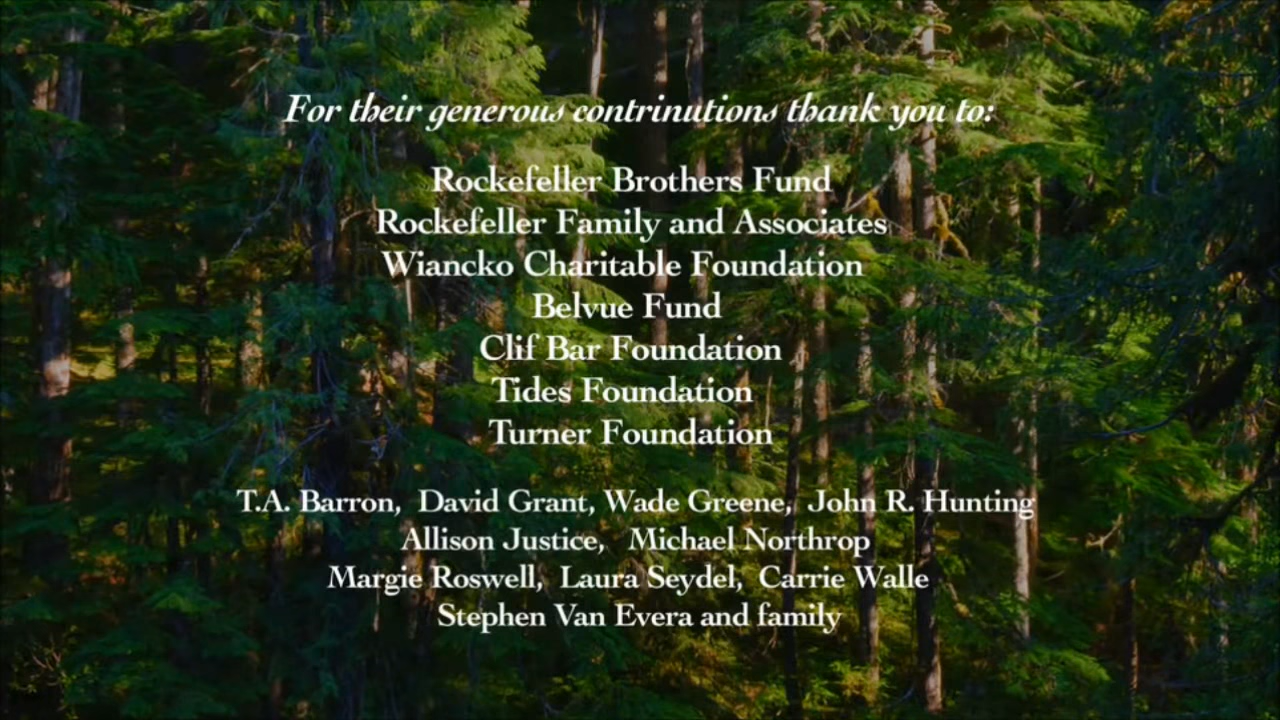 For their generous contrinutions thank you to:
Rockefeller Brothers Fund
Rockefeller Family and Associates
Wiancko Charitable Foundation
Belvue Fund
Clif Bar Foundation
Tides Foundation
Turner Foundation
T.A. Barron, David Grant, Wade Greene, John R. Hunting
Allison Justice, Michael Northrop
Margie Roswell, Laura Seydel, Carrie Walle
Stephen Van Evera and family